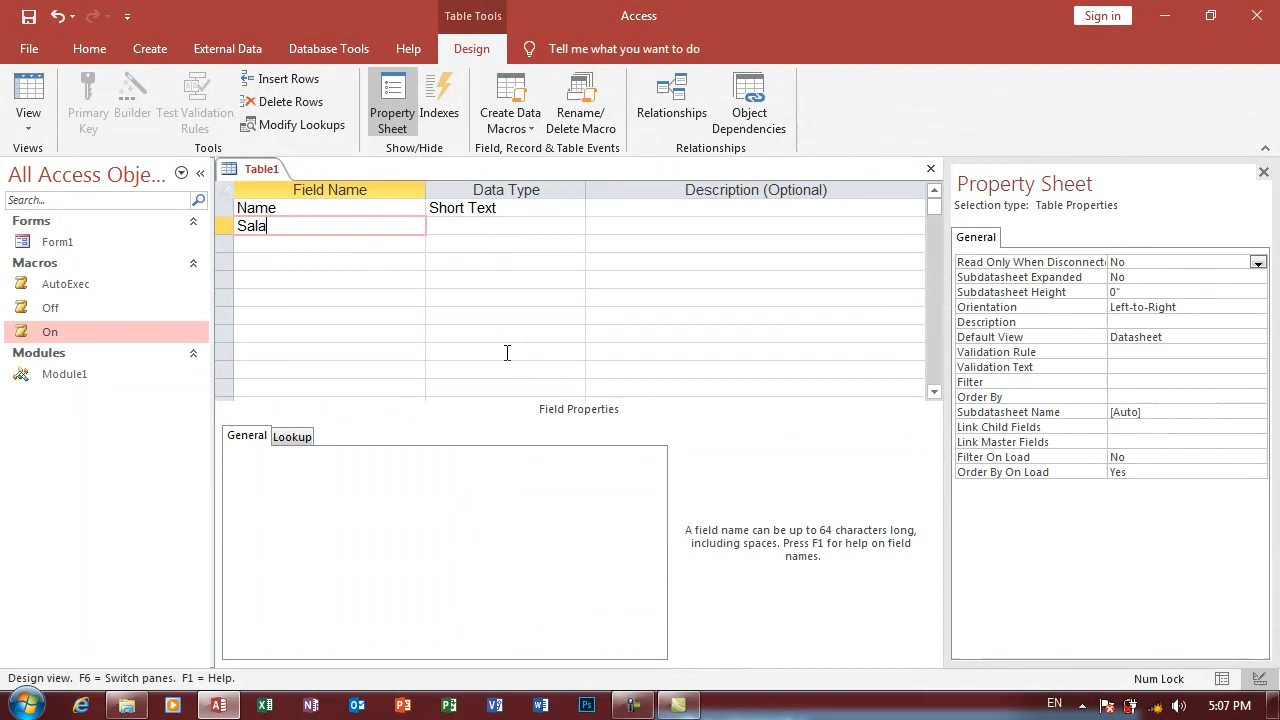 Table Tools
Access
Sign in
File
Home
Create
External Data
Database Tools
Help
Design
Tell me what you want to do
View
Primary Key
Builder
Test Validation Rules
Insert Rows
Delete Rows
Modify Lookups
Property Sheet
Indexes
Create Data Macros
Rename/ Delete Macro
Relationships
Object Dependencies
Views
Tools
Show/Hide
Field, Record & Table Events
Relationships
All Access Obje...
Search...
Forms
Form1
Macros
AutoExec
Off
On
Modules
Module1
Table1
Field Name
Data Type
Description (Optional)
Name
Short Text
Sala
Field Properties
General
Lookup
A field name can be up to 64 characters long,
including spaces. Press F1 for help on field
names.
Property Sheet
Selection type: Table Properties
General
Read Only When Disconnect
No
Subdatasheet Expanded
No
Subdatasheet Height
0"
Orientation
Left-to-Right
Description
Default View
Datasheet
Validation Rule
Validation Text
Filter
Order By
Subdatasheet Name
[Auto]
Link Child Fields
Link Master Fields
Filter On Load
No
Order By On Load
Yes
Design view. F6 = Switch panes. F1 = Help.
Num Lock
EN
5:07 PM